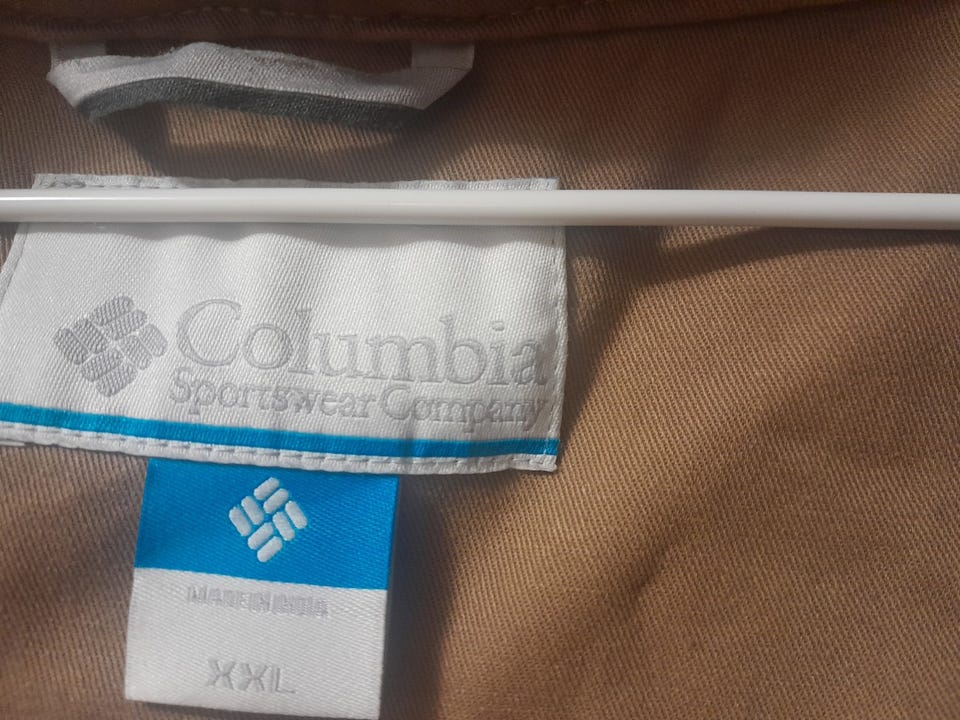 Columbia
Sportswear Company
MADE IN INDIA
XXL